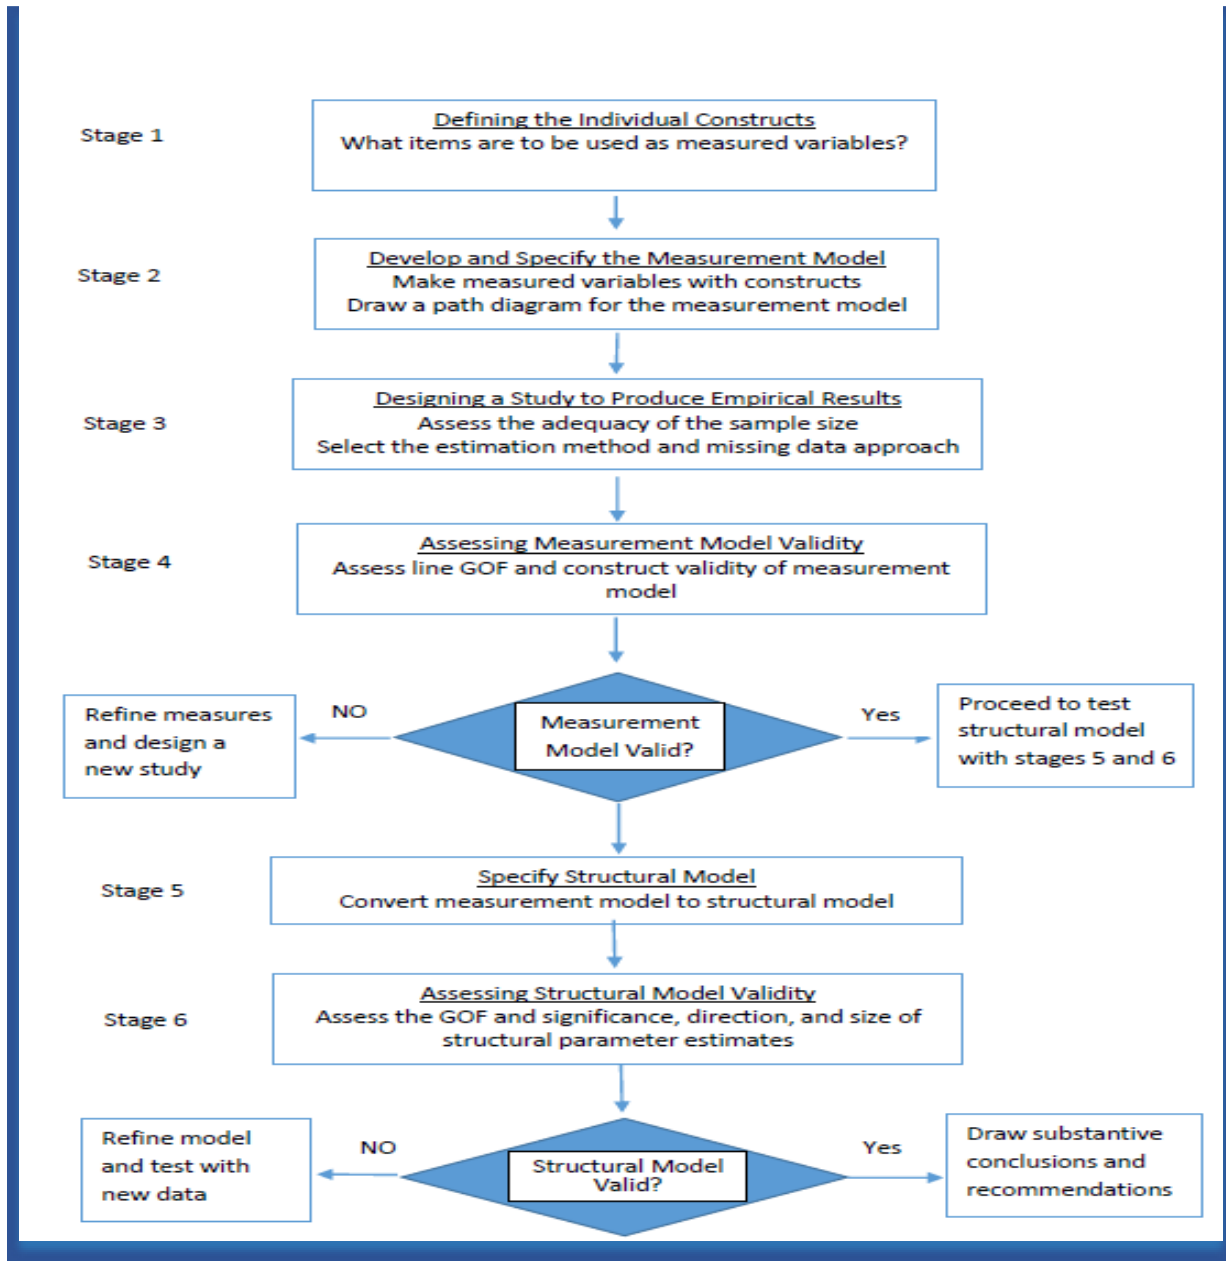 Stage 1
Defining the Individual Constructs
What items are to be used as measured variables?
Stage 2
Develop and Specify the Measurement Model
Make measured variables with constructs
Draw a path diagram for the measurement model
Stage 3
Designing a Study to Produce Empirical Results
Assess the adequacy of the sample size
Select the estimation method and missing data approach
Stage 4
Assessing Measurement Model Validity
Assess line GOF and construct validity of measurement
model
Refine measures
and design a
new study
NO
Measurement
Model Valid?
Yes
Proceed to test
structural model
with stages 5 and 6
Stage 5
Specify Structural Model
Convert measurement model to structural model
Stage 6
Assessing Structural Model Validity
Assess the GOF and significance, direction, and size of
structural parameter estimates
Refine model
and test with
new data
NO
Structural Model
Valid?
Yes
Draw substantive
conclusions and
recommendations